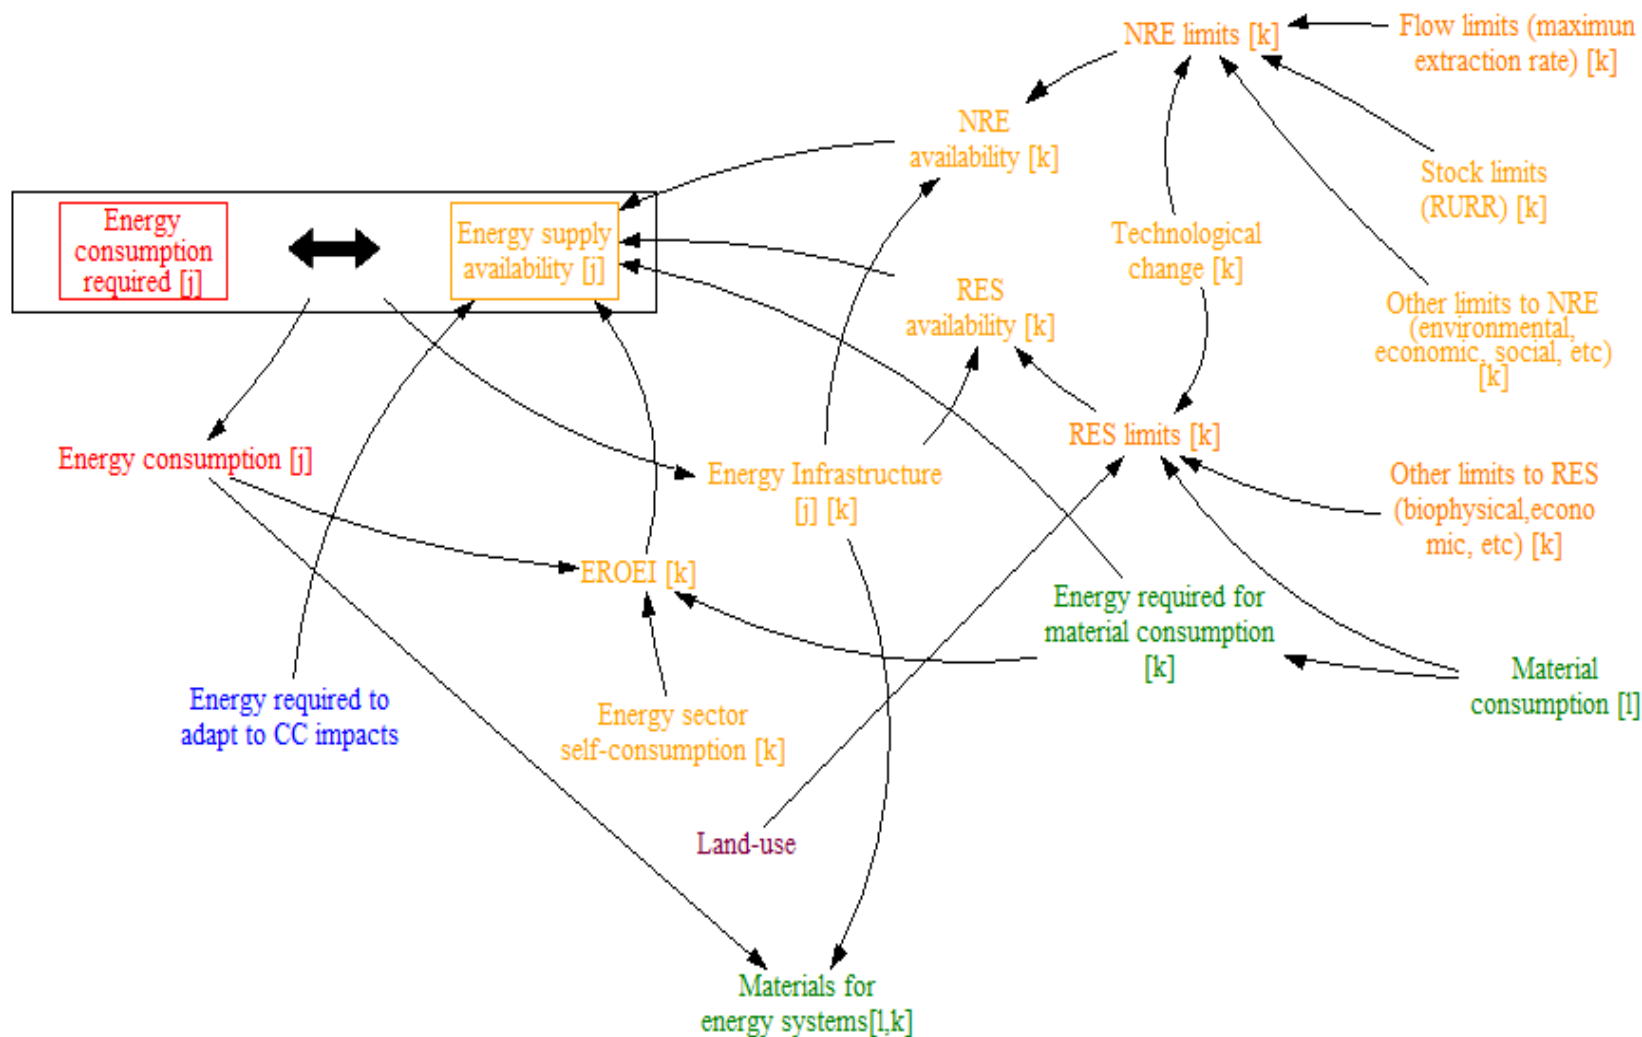 NRE limits [k]
Flow limits (maximun
extraction rate) [k]
NRE
availability [k]
Stock limits
(RURR) [k]
Energy
consumption
required [j]
Energy supply
availability [j]
Technological
change [k]
RES
availability [k]
Other limits to NRE
(environmental,
economic, social, etc)
[k]
Energy consumption [j]
Energy Infrastructure
[j] [k]
RES limits [k]
Other limits to RES
(biophysical,econo
mic, etc) [k]
EROEI [k]
Energy required for
material consumption
[k]
Material
consumption [l]
Energy required to
adapt to CC impacts
Energy sector
self-consumption [k]
Land-use
Materials for
energy systems[l,k]